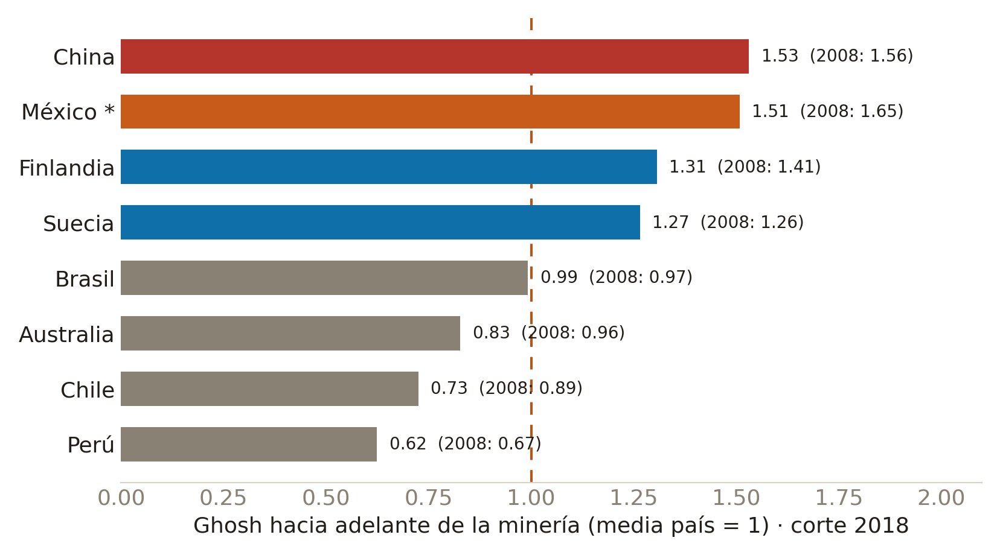 China 1.53 (2008: 1.56)
México * 1.51 (2008: 1.65)
Finlandia 1.31 (2008: 1.41)
Suecia 1.27 (2008: 1.26)
Brasil 0.99 (2008: 0.97)
Australia 0.83 (2008: 0.96)
Chile 0.73 (2008: 0.89)
Perú 0.62 (2008: 0.67)
0.00 0.25 0.50 0.75 1.00 1.25 1.50 1.75 2.00
Ghosh hacia adelante de la minería (media país = 1) · corte 2018